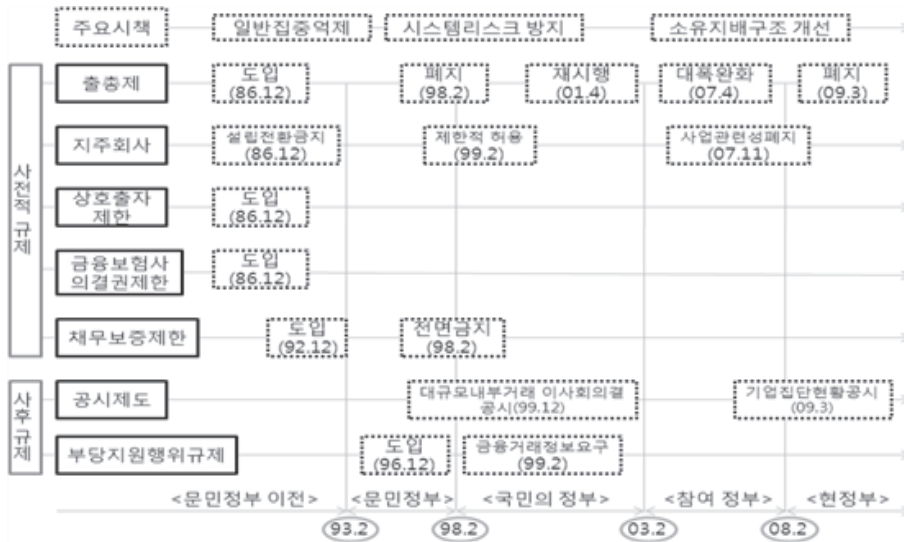 주요시책
일반집중억제
시스템리스크 방지
소유지배구조 개선
사전적 규제
출총제
도입
(86.12)
폐지
(98.2)
재시행
(01.4)
대폭완화
(07.4)
폐지
(09.3)
지주회사
설립전환금지
(86.12)
제한적 허용
(99.2)
사업관련성폐지
(07.11)
상호출자
제한
도입
(86.12)
금융보험사
의결권제한
도입
(86.12)
채무보증제한
도입
(92.12)
전면금지
(98.2)
사후규제
공시제도
대규모내부거래 이사회의결
공시(99.12)
기업집단현황공시
(09.3)
부당지원행위규제
도입
(96.12)
금융거래정보요구
(99.2)
<문민정부 이전>
<문민정부>
<국민의 정부>
<참여 정부>
<현정부>
93.2
98.2
03.2
08.2